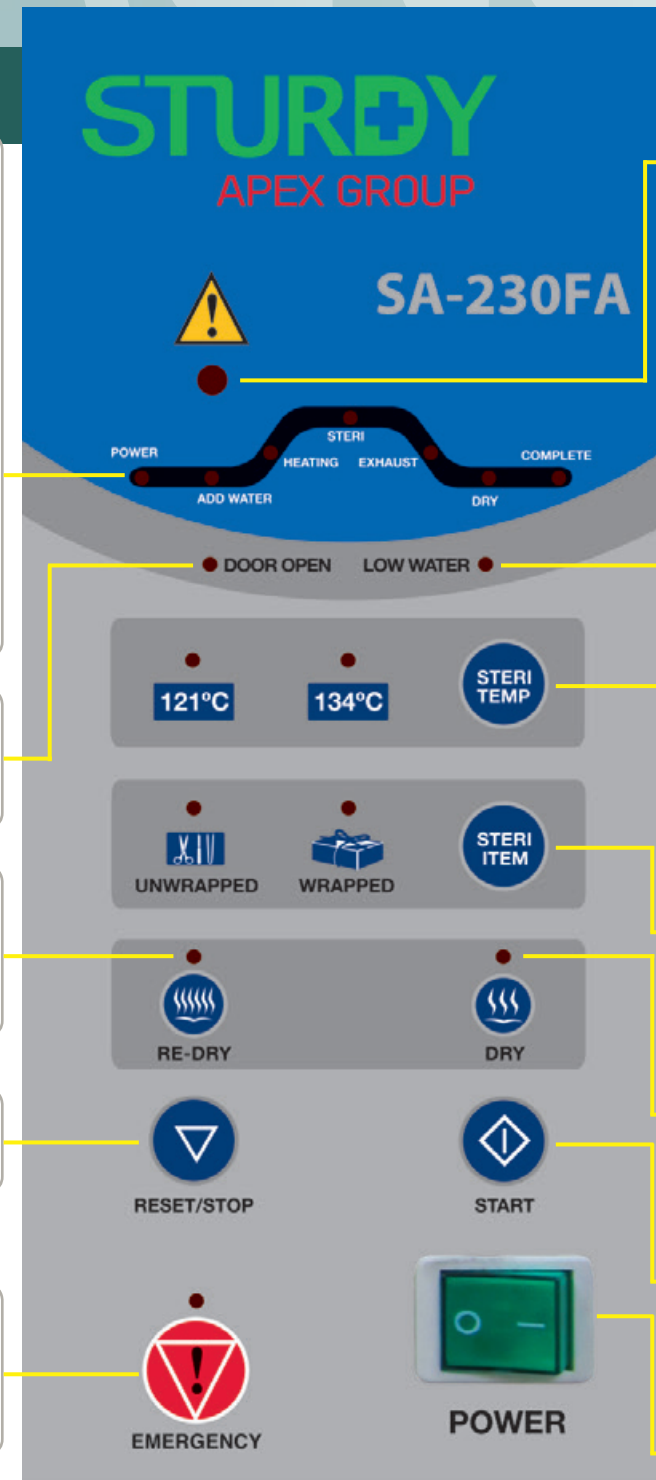 STURDY
APEX GROUP
SA-230FA
STERI
POWER
HEATING EXHAUST
COMPLETE
ADD WATER
DRY
DOOR OPEN LOW WATER
121ºC 134ºC STERI TEMP
UNWRAPPED WRAPPED STERI ITEM
RE-DRY DRY
RESET/STOP START
O I
EMERGENCY POWER